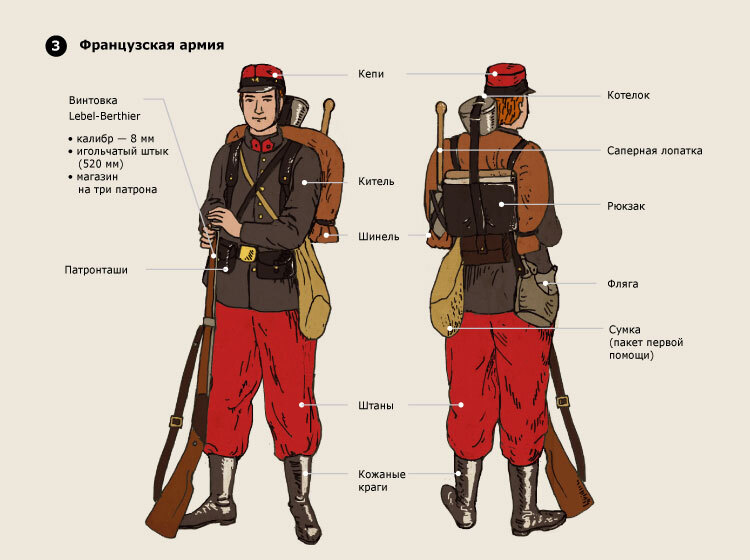 3 Французская армия
Винтовка
Lebel-Berthier
• калибр — 8 мм
• игольчатый штык
(520 мм)
• магазин
на три патрона
Патронташи
Кепи
Китель
Шинель
Штаны
Кожаные
краги
Котелок
Саперная лопатка
Рюкзак
Фляга
Сумка
(пакет первой
помощи)